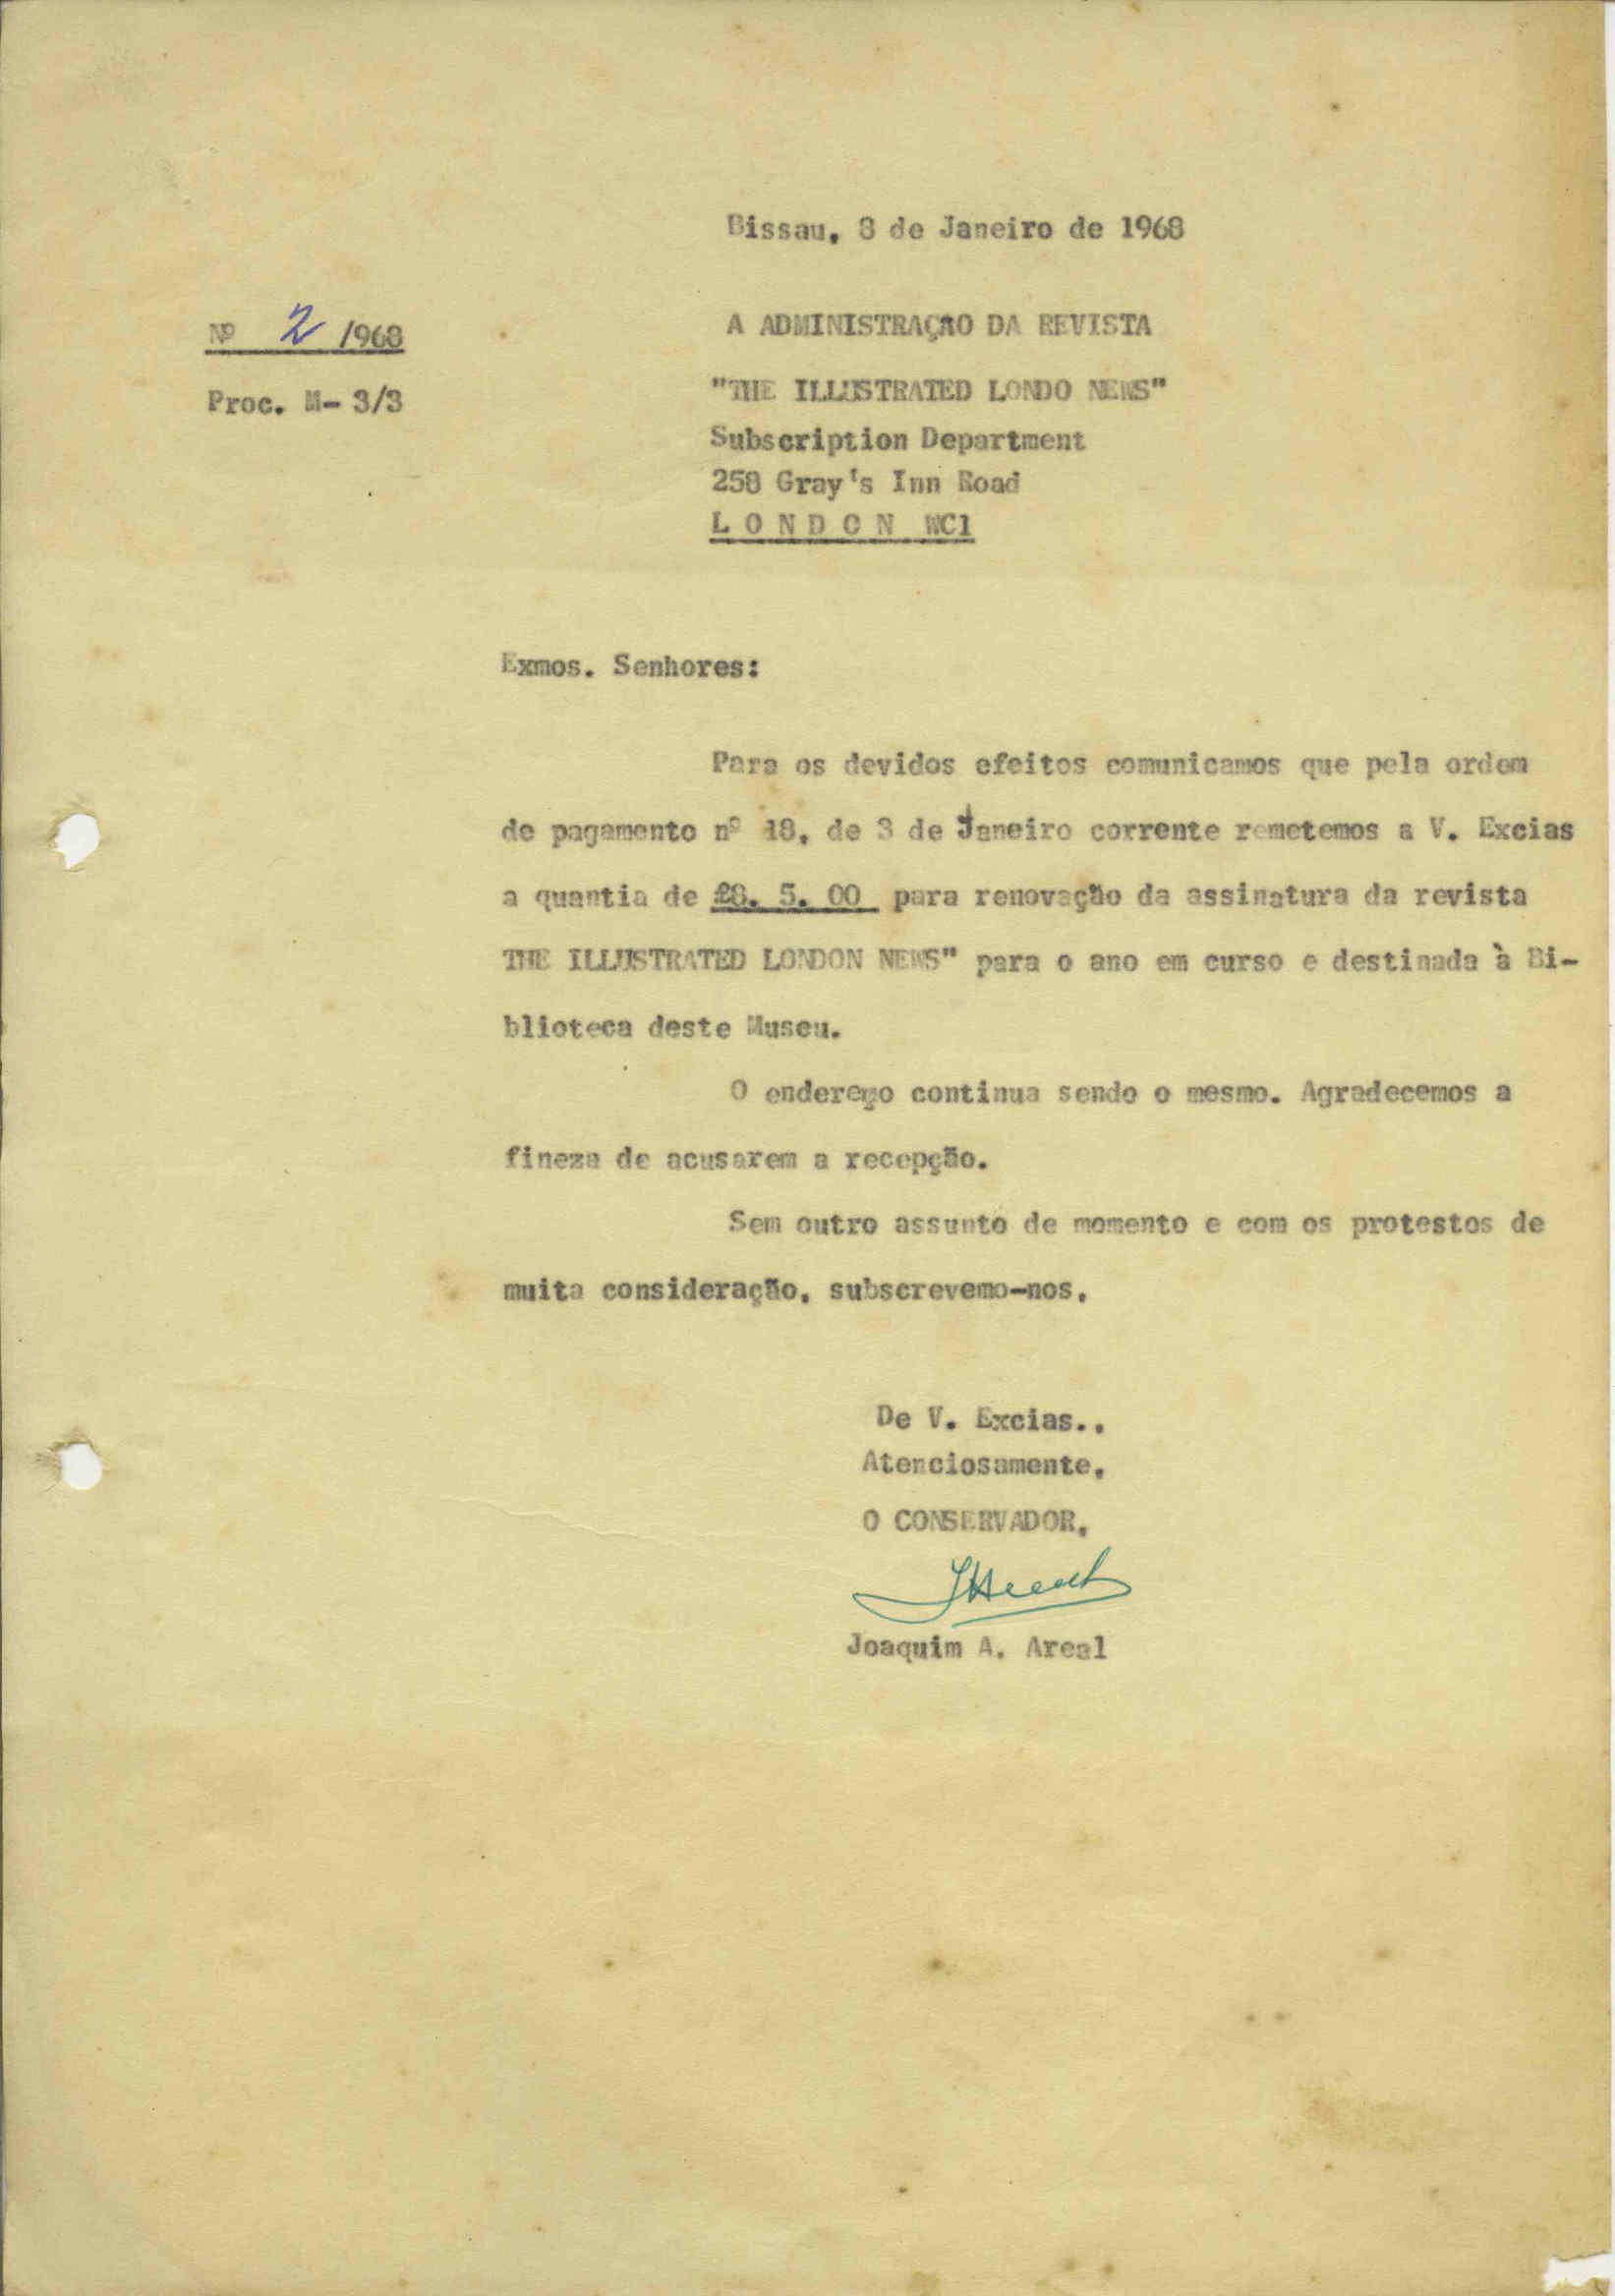 Bissau, 8 de Janeiro de 1968
Nº 2 /968
Proc. M- 3/3
A ADMINISTRAÇÃO DA REVISTA
"THE ILLUSTRATED LONDO NEWS"
Subscription Department
258 Gray's Inn Road
L O N D O N WC1
Exmos. Senhores:
Para os devidos efeitos comunicamos que pela ordem
de pagamento nº 18, de 3 de Janeiro corrente remetemos a V. Excias
a quantia de £8. 5. 00 para renovação da assinatura da revista
THE ILLUSTRATED LONDON NEWS" para o ano em curso e destinada à Bi-
blioteca deste Museu.
O endereço continua sendo o mesmo. Agradecemos a
fineza de acusarem a recepção.
Sem outro assunto de momento e com os protestos de
muita consideração, subscrevemo-nos,
De V. Excias.,
Atenciosamente,
O CONSERVADOR,
Joaquim A. Areal